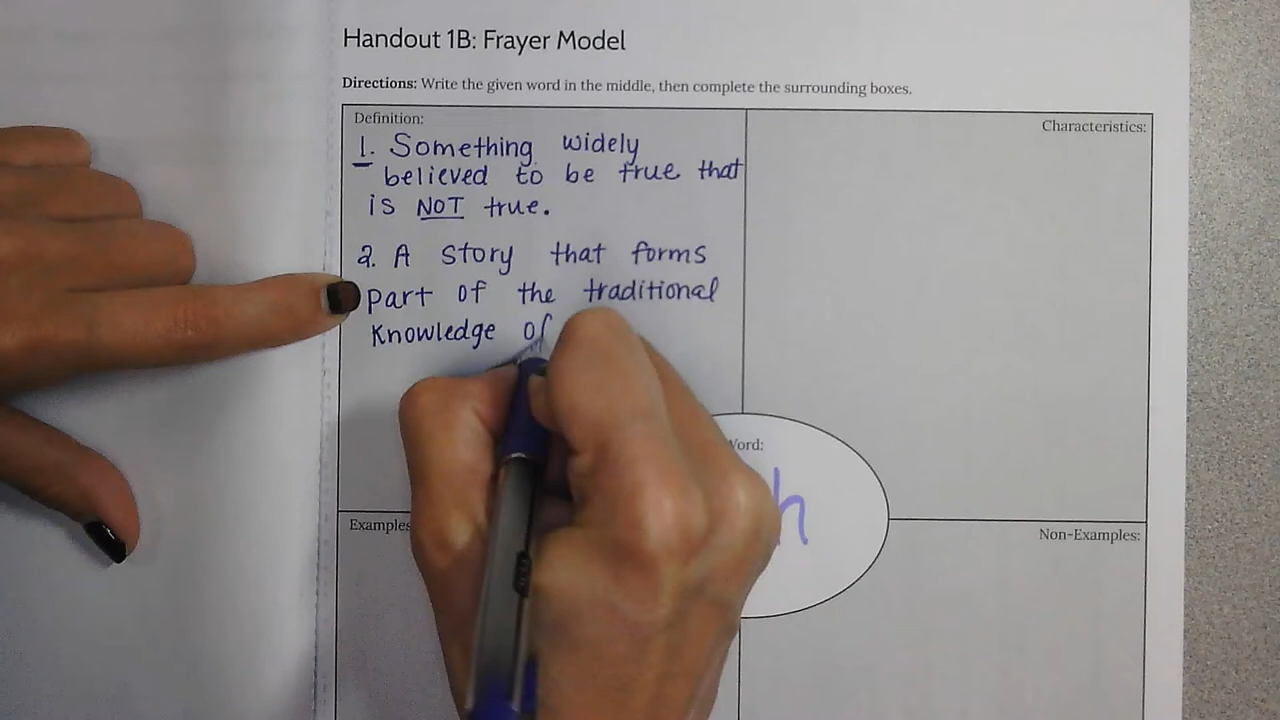 Handout 1B: Frayer Model
Directions: Write the given word in the middle, then complete the surrounding boxes.
Definition:
1. Something widely
believed to be true that
is NOT true.
2. A story that forms
part of the traditional
Knowledge of
Characteristics:
Word:
h
Examples
Non-Examples: